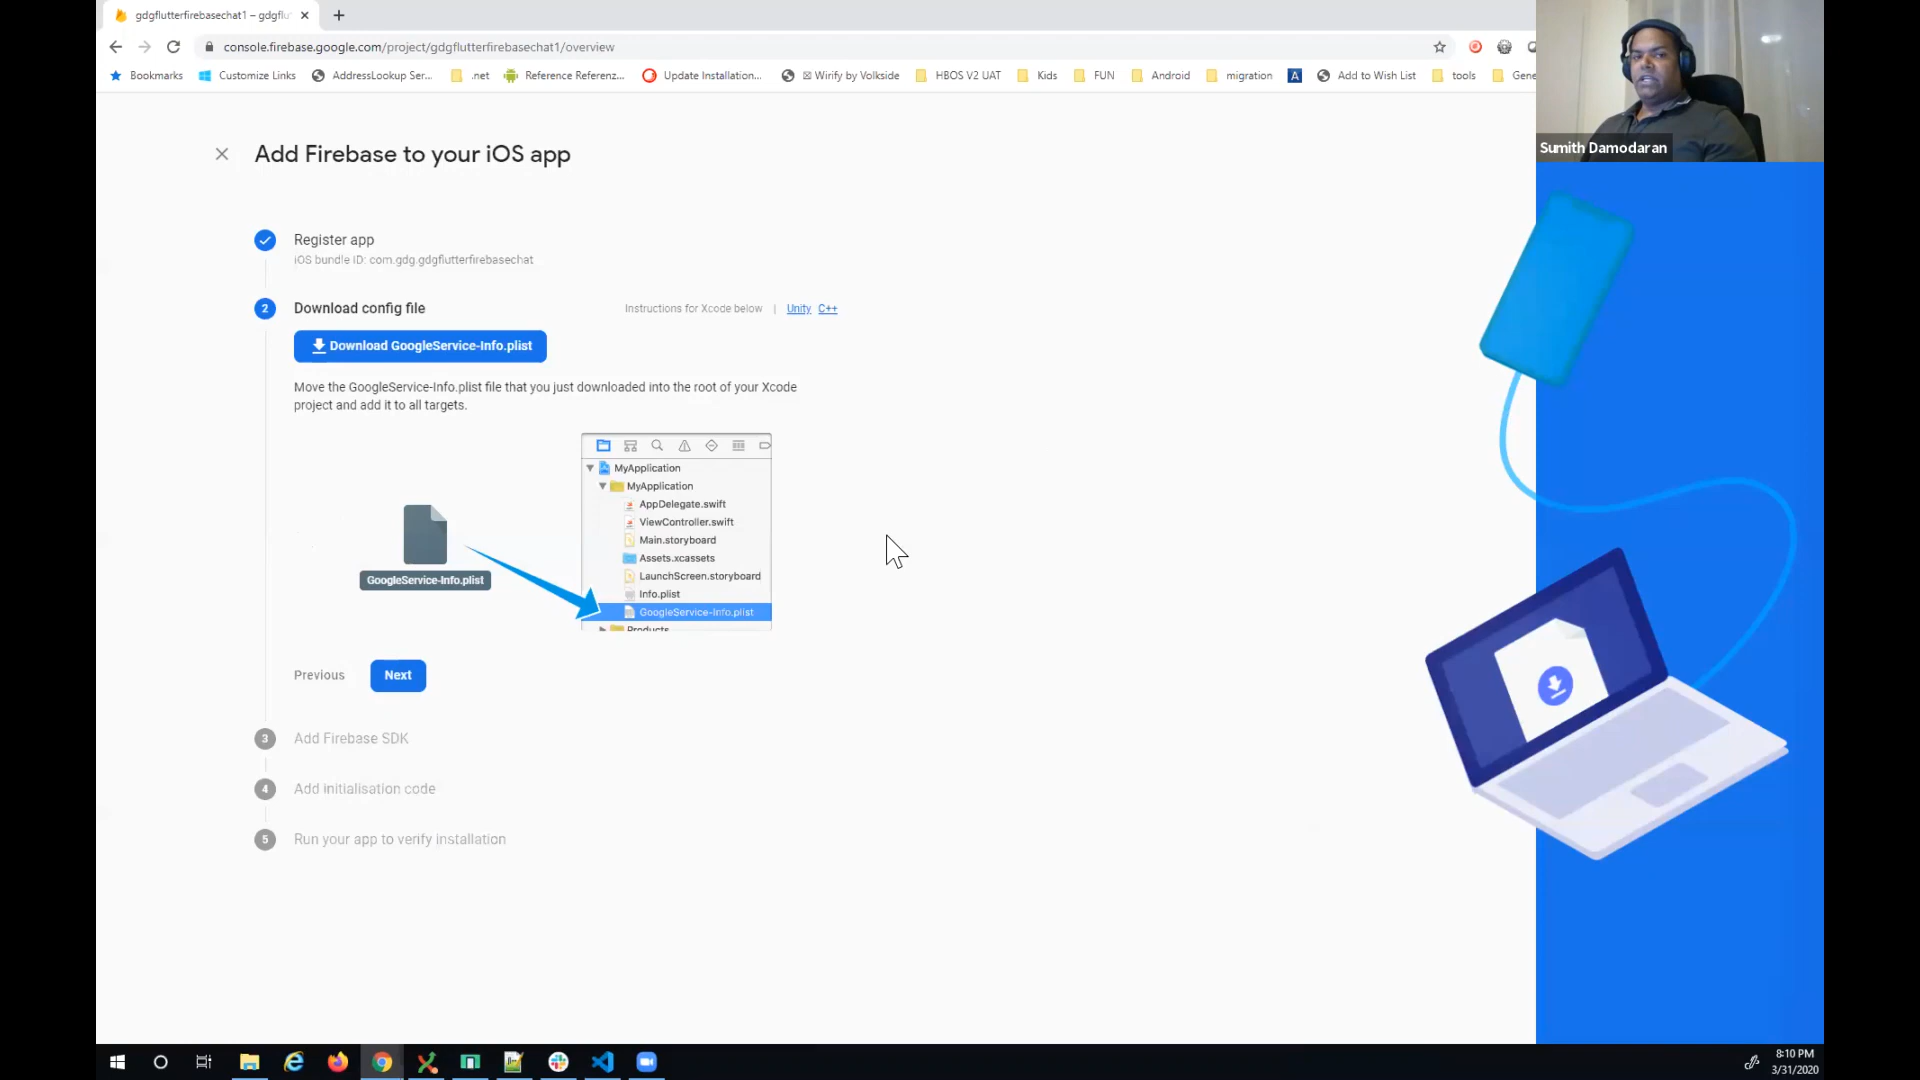 gdgflutterfirebasechat1 – gdgflu
console.firebase.google.com/project/gdgflutterfirebasechat1/overview
Bookmarks
Customize Links
AddressLookup Ser...
.net
Reference Referenz...
Update Installation...
Wirify by Volkside
HBOS V2 UAT
Kids
FUN
Android
migration
A
Add to Wish List
tools
Gene
Sumith Damodaran
Add Firebase to your iOS app
Register app
iOS bundle ID: com.gdg.gdgflutterfirebasechat
2
Download config file
Instructions for Xcode below | Unity C++
Download GoogleService-Info.plist
Move the GoogleService-Info.plist file that you just downloaded into the root of your Xcode
project and add it to all targets.
MyApplication
MyApplication
AppDelegate.swift
ViewController.swift
Main.storyboard
Assets.xcassets
LaunchScreen.storyboard
Info.plist
GoogleService-Info.plist
Products
GoogleService-Info.plist
Previous
Next
3
Add Firebase SDK
4
Add initialisation code
5
Run your app to verify installation
8:10 PM
3/31/2020